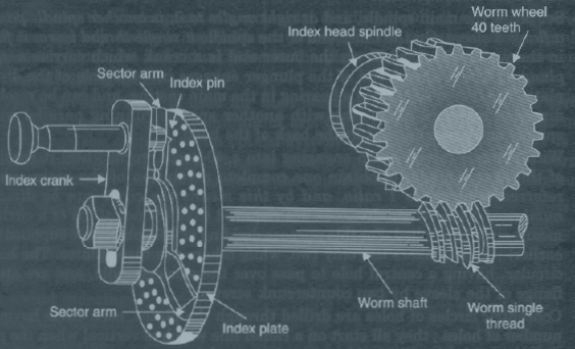 Worm wheel
40 teeth
Index head spindle
Sector arm
Index pin
Index crank
Sector arm
Index plate
Worm shaft
Worm single
thread